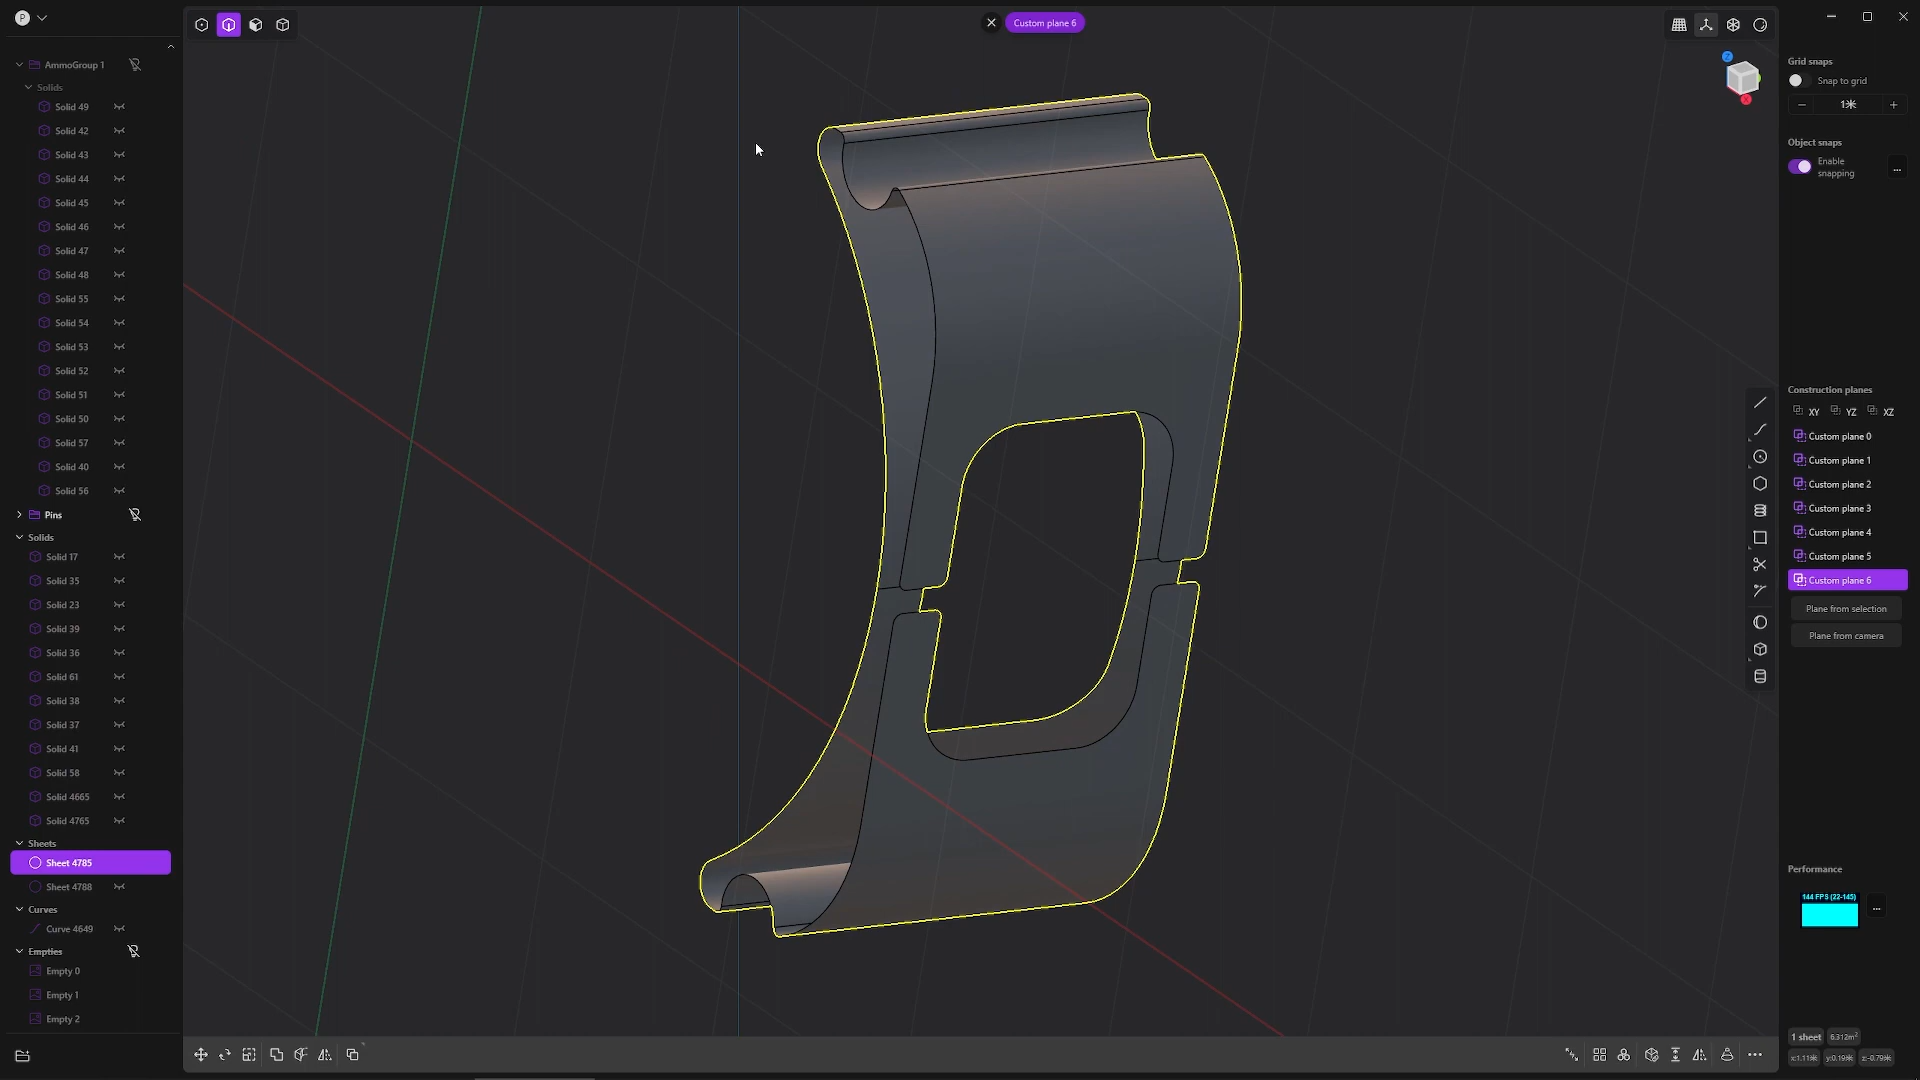 P
Custom plane 6
AmmoGroup 1
Solids
Solid 49
Solid 42
Solid 43
Solid 44
Solid 45
Solid 46
Solid 47
Solid 48
Solid 55
Solid 54
Solid 53
Solid 52
Solid 51
Solid 50
Solid 57
Solid 40
Solid 56
Pins
Solids
Solid 17
Solid 35
Solid 23
Solid 39
Solid 36
Solid 61
Solid 38
Solid 37
Solid 41
Solid 58
Solid 4665
Solid 4765
Sheets
Sheet 4785
Sheet 4788
Curves
Curve 4649
Empties
Empty 0
Empty 1
Empty 2
Z
X
Grid snaps
Snap to grid
Object snaps
Enable
snapping
...
Construction planes
XY YZ XZ
Custom plane 0
Custom plane 1
Custom plane 2
Custom plane 3
Custom plane 4
Custom plane 5
Custom plane 6
Plane from selection
Plane from camera
Performance
144 FPS (22-145)
...
1 sheet 6.312m²